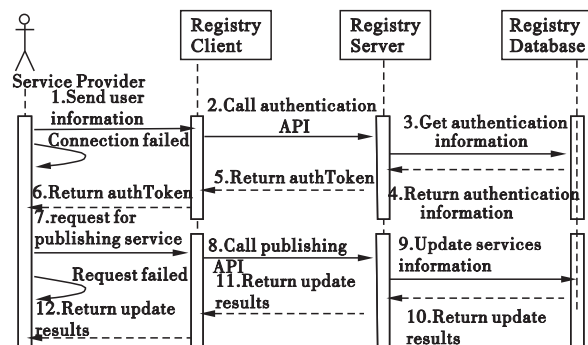 Registry
Client
Registry
Server
Registry
Database
Service Provider
1.Send user
information
Connection failed
2.Call authentication
API
3.Get authentication
information
4.Return authentication
information
5.Return authToken
6.Return authToken
7.request for
publishing service
Request failed
8.Call publishing
API
9.Update services
information
10.Return update
results
11.Return update
results
12.Return update
results